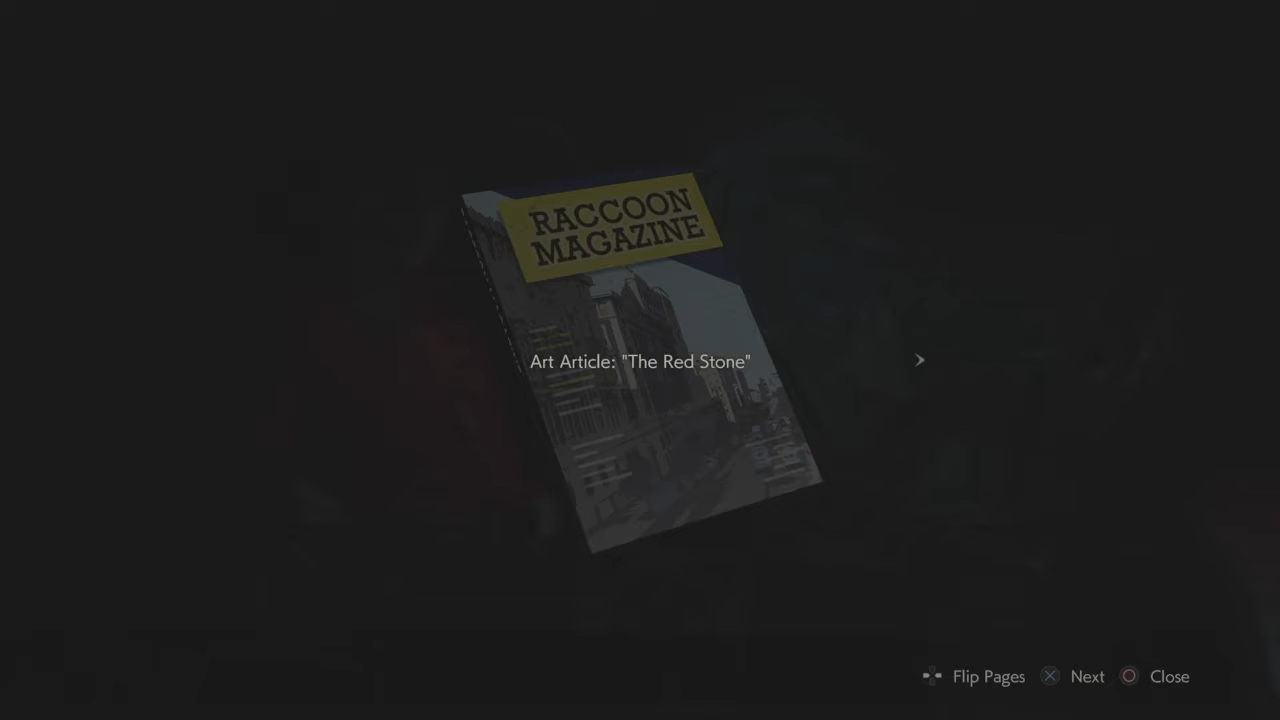 RACCOON
MAGAZINE
Art Article: "The Red Stone"
Flip Pages
Next
Close